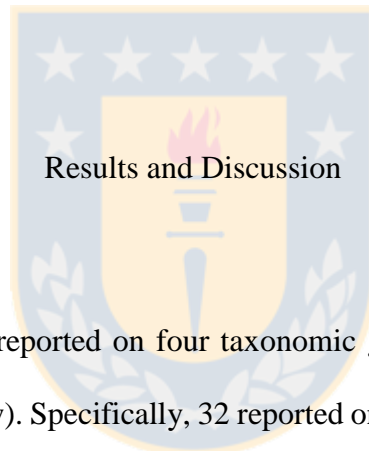 Results and Discussion
reported on four taxonomic
). Specifically, 32 reported